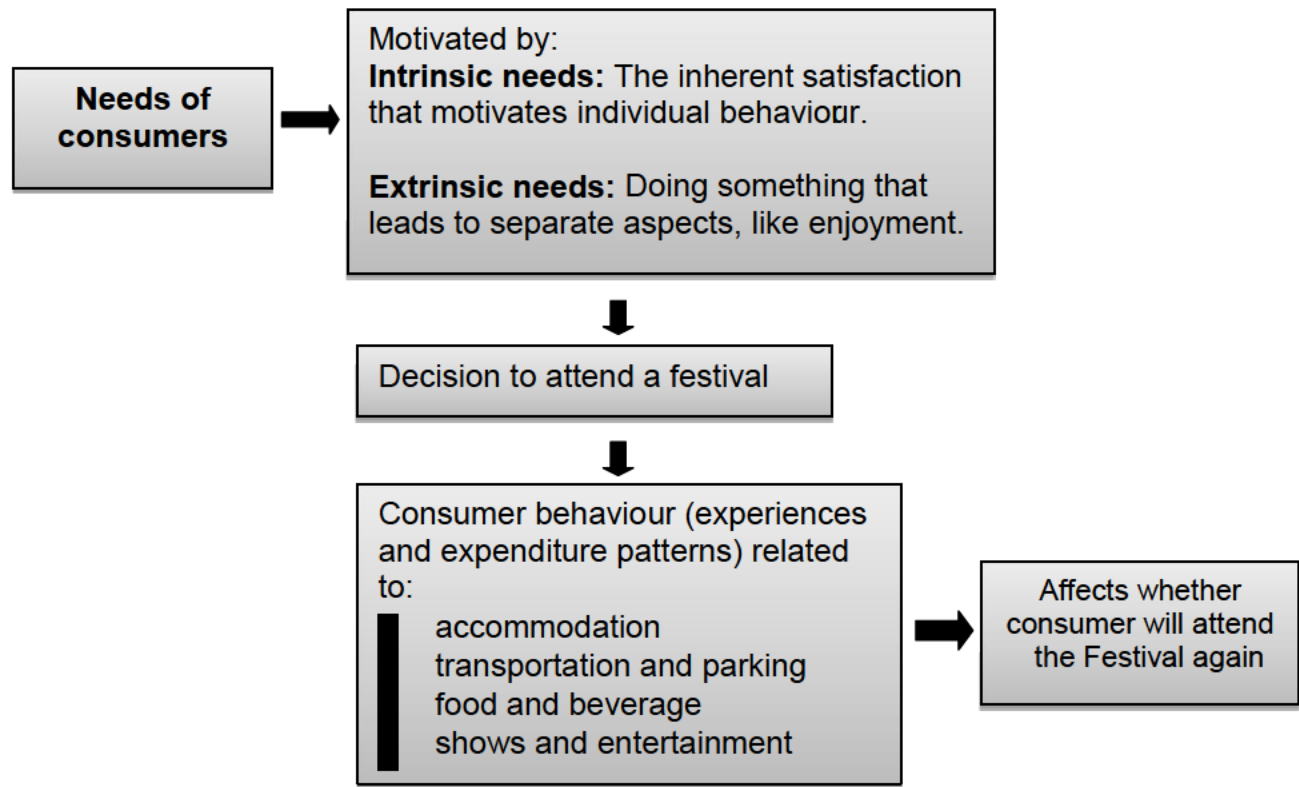 Needs of
consumers
Motivated by:
Intrinsic needs: The inherent satisfaction
that motivates individual behaviour.
Extrinsic needs: Doing something that
leads to separate aspects, like enjoyment.
Decision to attend a festival
Consumer behaviour (experiences
and expenditure patterns) related
to:
accommodation
transportation and parking
food and beverage
shows and entertainment
Affects whether
consumer will attend
the Festival again